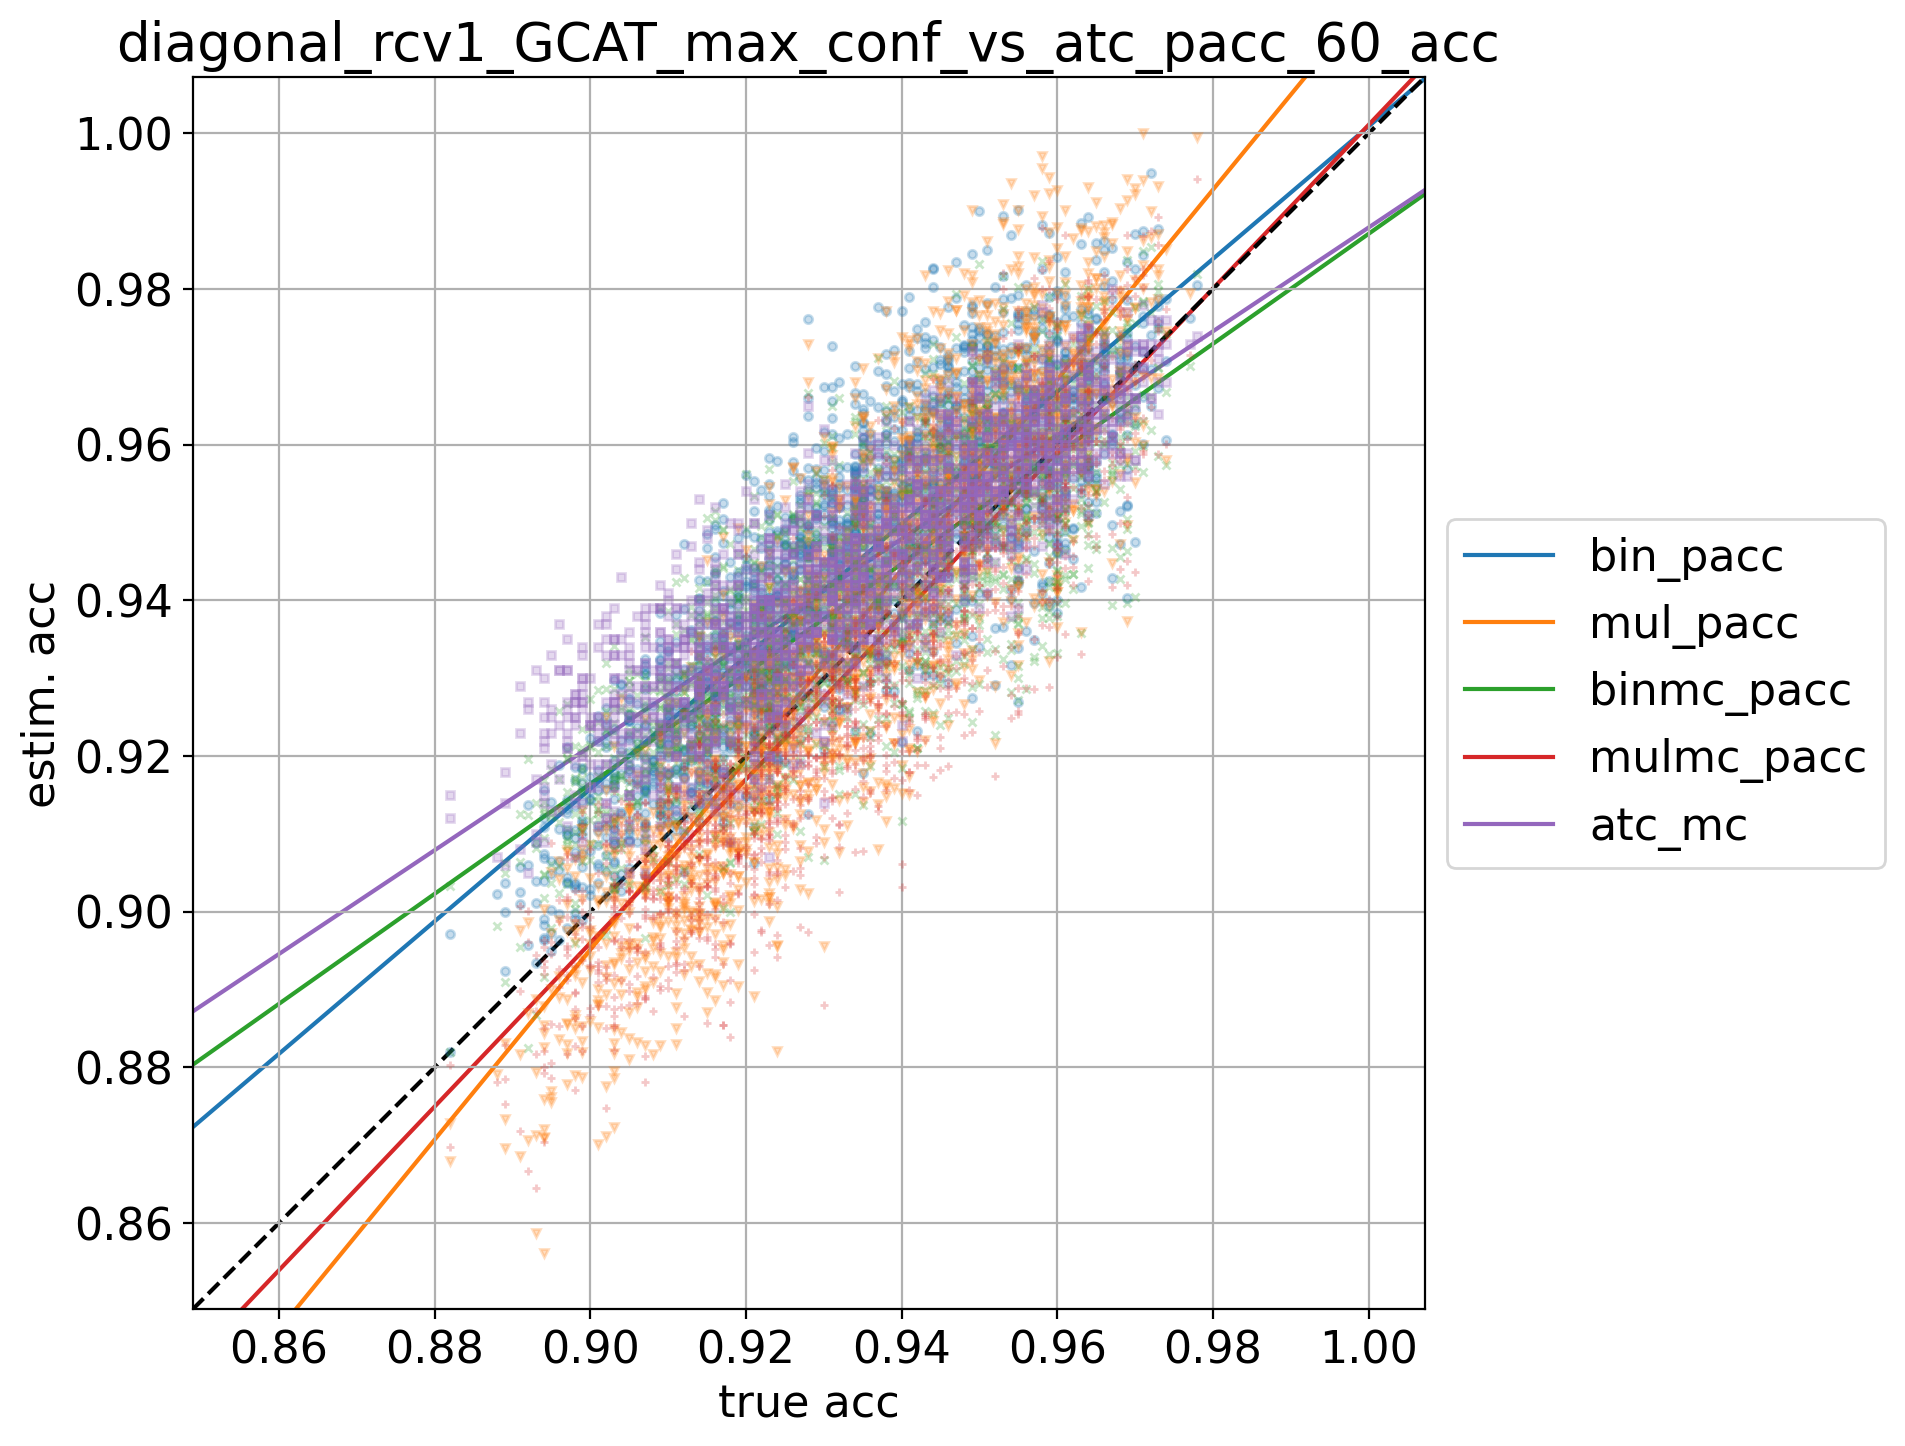 diagonal_rcv1_GCAT_max_conf_vs_atc_pacc_60_acc
1.00
0.98
0.96
0.94
0.92
0.90
0.88
0.86
estim. acc
0.86 0.88 0.90 0.92 0.94 0.96 0.98 1.00
true acc
bin_pacc
mul_pacc
binmc_pacc
mulmc_pacc
atc_mc